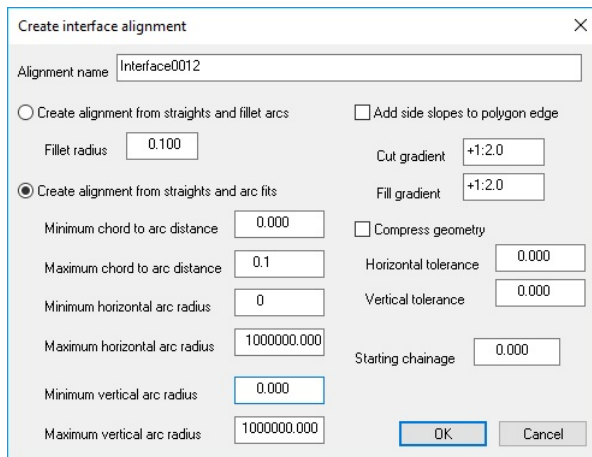 Create interface alignment
Alignment name Interface0012
Create alignment from straights and fillet arcs
Fillet radius 0.100
Create alignment from straights and arc fits
Minimum chord to arc distance 0.000
Maximum chord to arc distance 0.1
Minimum horizontal arc radius 0
Maximum horizontal arc radius 1000000.000
Minimum vertical arc radius 0.000
Maximum vertical arc radius 1000000.000
Add side slopes to polygon edge
Cut gradient +1:2.0
Fill gradient +1:2.0
Compress geometry
Horizontal tolerance 0.000
Vertical tolerance 0.000
Starting chainage 0.000
OK Cancel